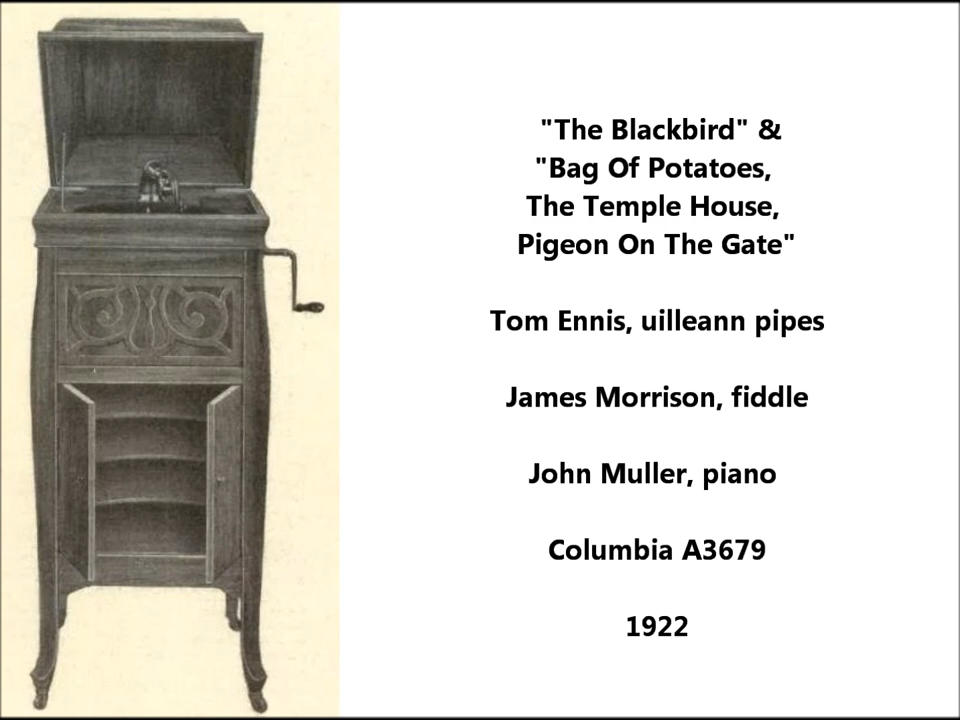 "The Blackbird" &
"Bag Of Potatoes,
The Temple House,
Pigeon On The Gate"
Tom Ennis, uilleann pipes
James Morrison, fiddle
John Muller, piano
Columbia A3679
1922